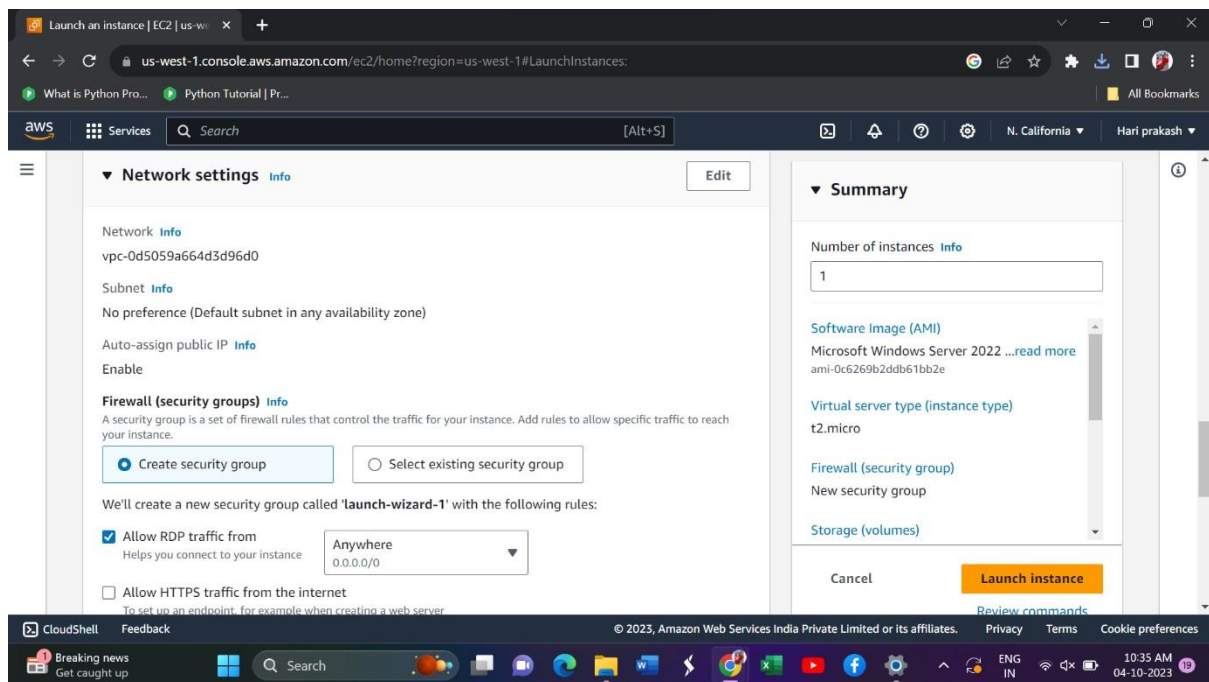 Launch an instance | EC2 | us-we
us-west-1.console.aws.amazon.com/ec2/home?region=us-west-1#LaunchInstances:
What is Python Pro... Python Tutorial | Pr... All Bookmarks
aws Services Search [Alt+S] N. California Hari prakash
Network settings Info Edit
Network Info
vpc-0d5059a664d3d96d0
Subnet Info
No preference (Default subnet in any availability zone)
Auto-assign public IP Info
Enable
Firewall (security groups) Info
A security group is a set of firewall rules that control the traffic for your instance. Add rules to allow specific traffic to reach
your instance.
Create security group Select existing security group
We'll create a new security group called 'launch-wizard-1' with the following rules:
Allow RDP traffic from
Helps you connect to your instance
Anywhere
0.0.0.0/0
Allow HTTPS traffic from the internet
To set up an endpoint, for example when creating a web server
Summary
Number of instances Info
1
Software Image (AMI)
Microsoft Windows Server 2022 ...read more
ami-0c6269b2ddb61bb2e
Virtual server type (instance type)
t2.micro
Firewall (security group)
New security group
Storage (volumes)
Cancel Launch instance
Review commands
CloudShell Feedback © 2023, Amazon Web Services India Private Limited or its affiliates. Privacy Terms Cookie preferences
1
Breaking news
Get caught up
Search
ENG
IN
10:35 AM
04-10-2023
19